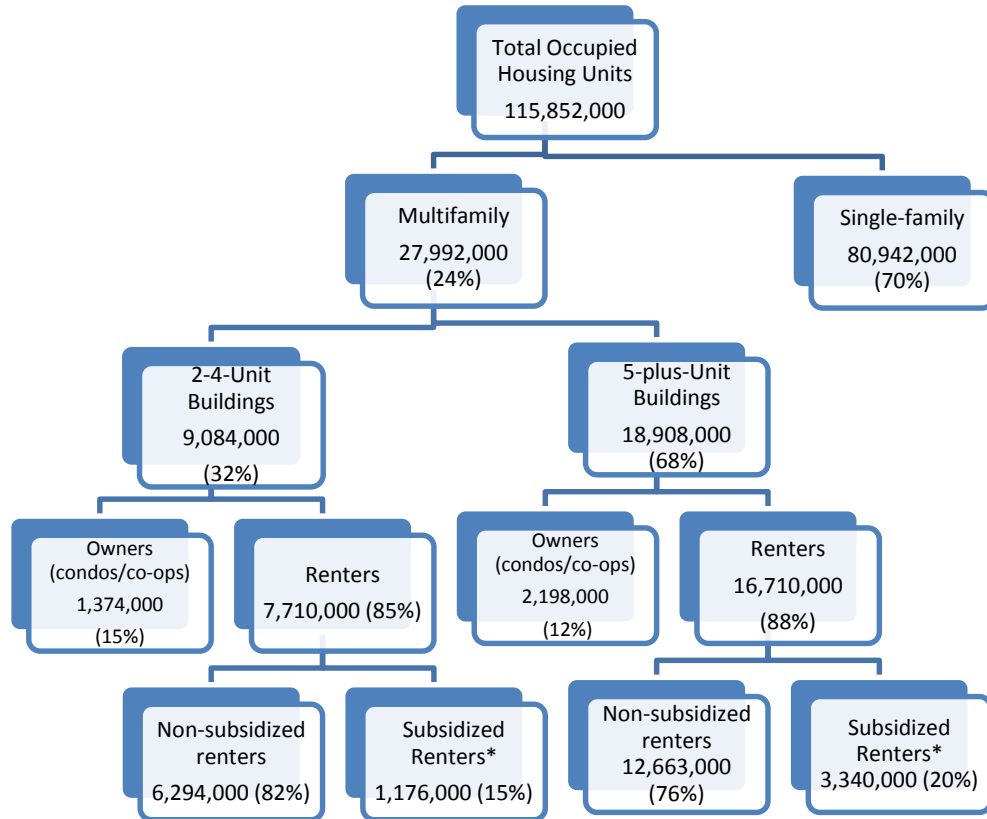 Total Occupied
Housing Units
115,852,000
Multifamily
27,992,000
(24%)
Single-family
80,942,000
(70%)
2-4-Unit
Buildings
9,084,000
(32%)
5-plus-Unit
Buildings
18,908,000
(68%)
Owners
(condos/co-ops)
1,374,000
(15%)
Renters
7,710,000 (85%)
Owners
(condos/co-ops)
2,198,000
(12%)
Renters
16,710,000
(88%)
Non-subsidized
renters
6,294,000 (82%)
Subsidized
Renters*
1,176,000 (15%)
Non-subsidized
renters
12,663,000
(76%)
Subsidized
Renters*
3,340,000 (20%)